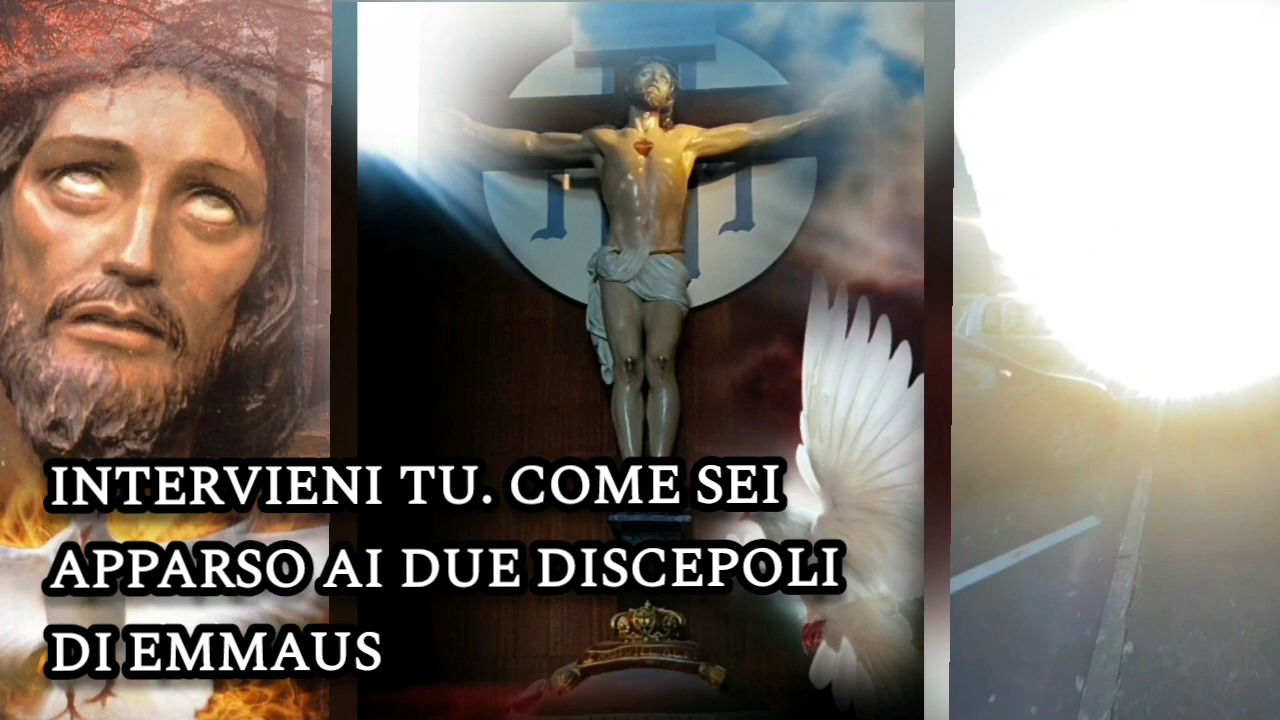 INTERVIENI TU. COME SEI
APPARSO AI DUE DISCEPOLI
DI EMMAUS